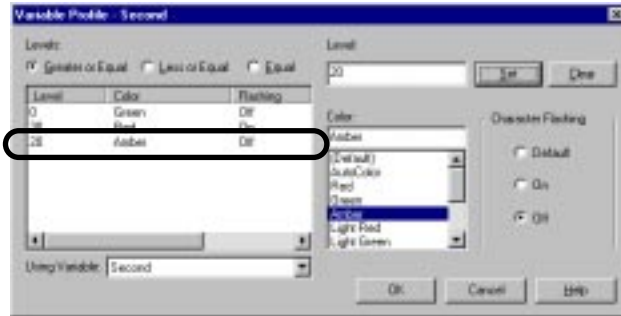 Variable Profile - Second
Levels:
Greater or Equal Less or Equal Equal
Level Color Flashing
0 Green Off
Red On
20 Amber Off
Using Variable: Second
Level:
20
Set Clear
Color:
Amber
(Default)
AutoColor
Red
Green
Amber
Light Red
Light Green
Character Flashing
Default
On
Off
OK Cancel Help